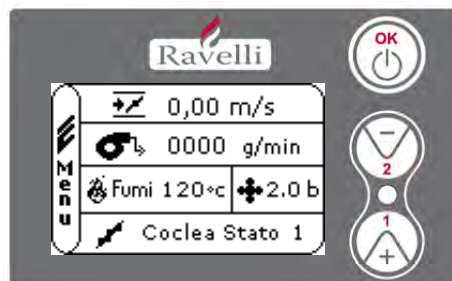 Ravelli
OK
0,00 m/s
0000 g/min
Menu
Fumi 120°c
2.0 b
Coclea Stato 1
−
2
1
+